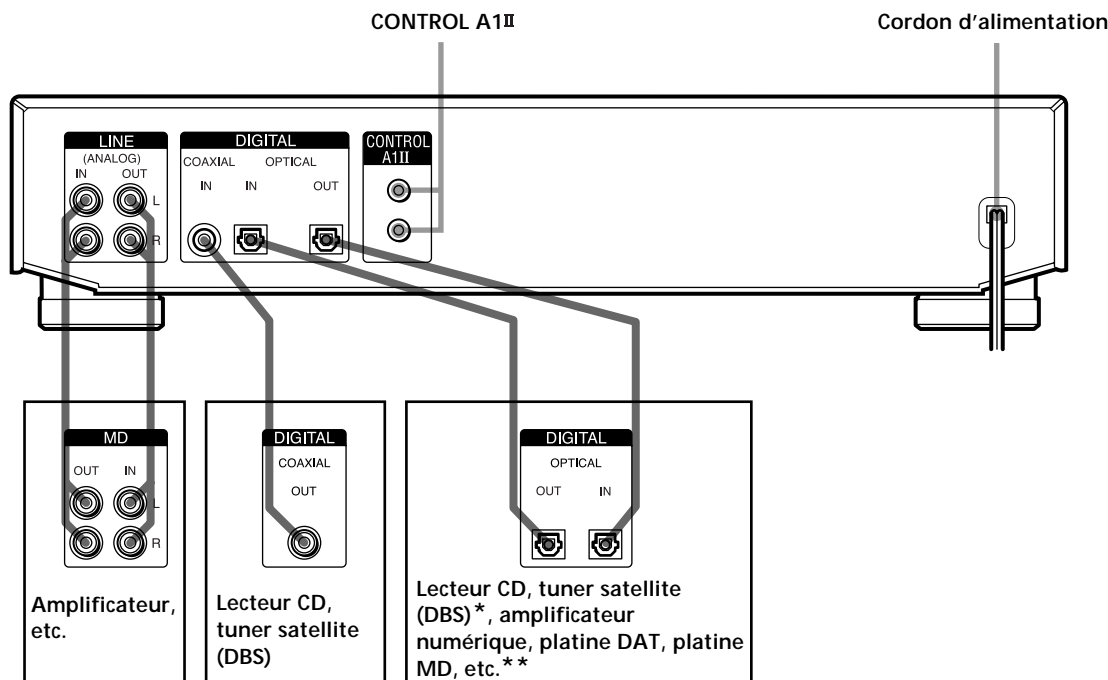 CONTROL A1II
Cordon d'alimentation
LINE
(ANALOG)
IN OUT
L
R
DIGITAL
COAXIAL OPTICAL
IN IN OUT
CONTROL
A1II
MD
OUT IN
L
R
Amplificateur,
etc.
DIGITAL
COAXIAL
OUT
Lecteur CD,
tuner satellite
(DBS)
DIGITAL
OPTICAL
OUT IN
Lecteur CD, tuner satellite
(DBS)*, amplificateur
numérique, platine DAT, platine
MD, etc.**